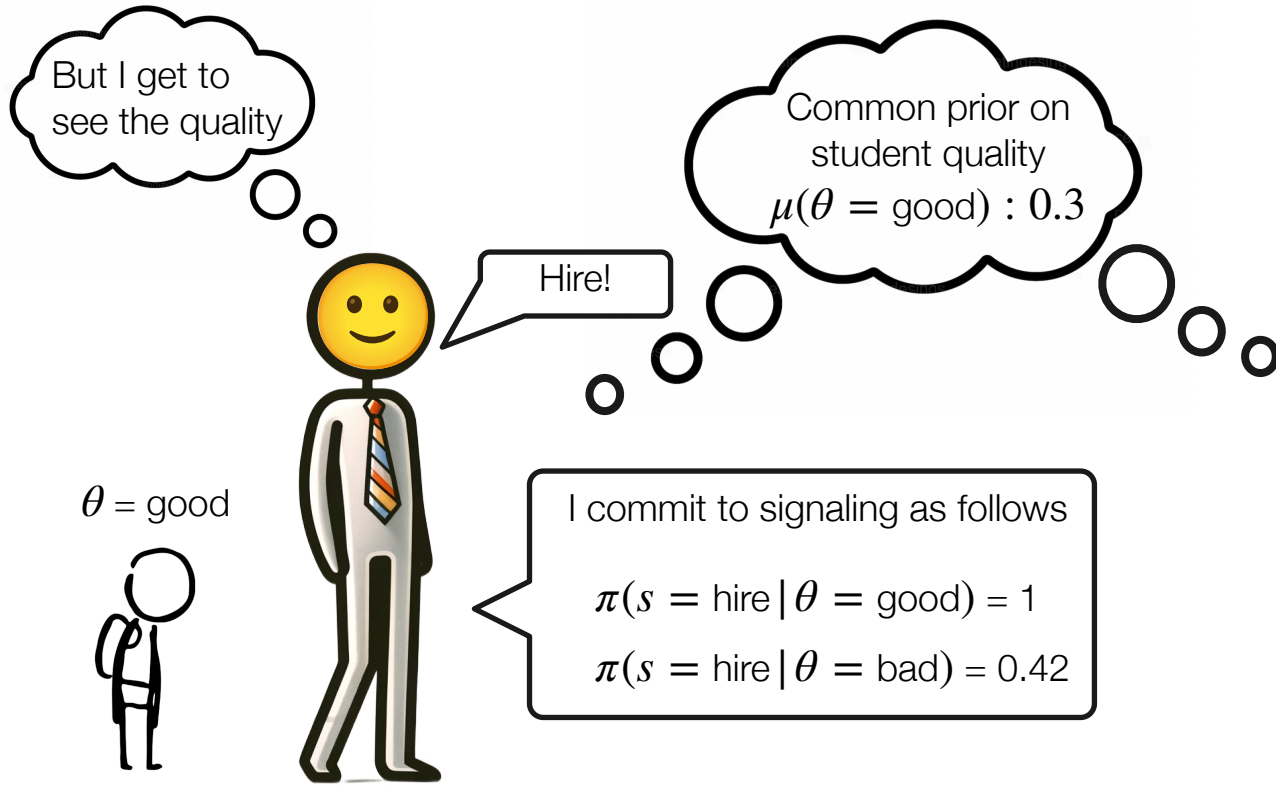 But I get to
see the quality
Common prior on
student quality
μ(θ = good) : 0.3
Hire!
θ = good
I commit to signaling as follows
π(s = hire | θ = good) = 1
π(s = hire | θ = bad) = 0.42